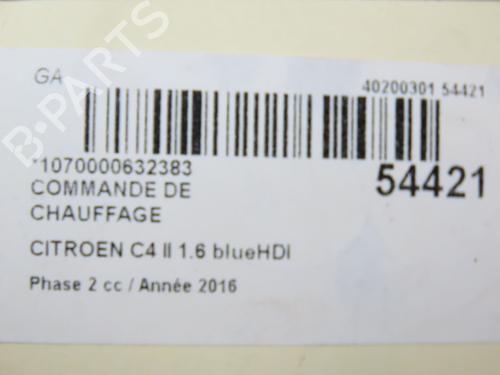 GA
40200301 54421
*1070000632383
54421
COMMANDE DE
CHAUFFAGE
CITROEN C4 II 1.6 blueHDI
Phase 2 cc / Année 2016
B-PARTS